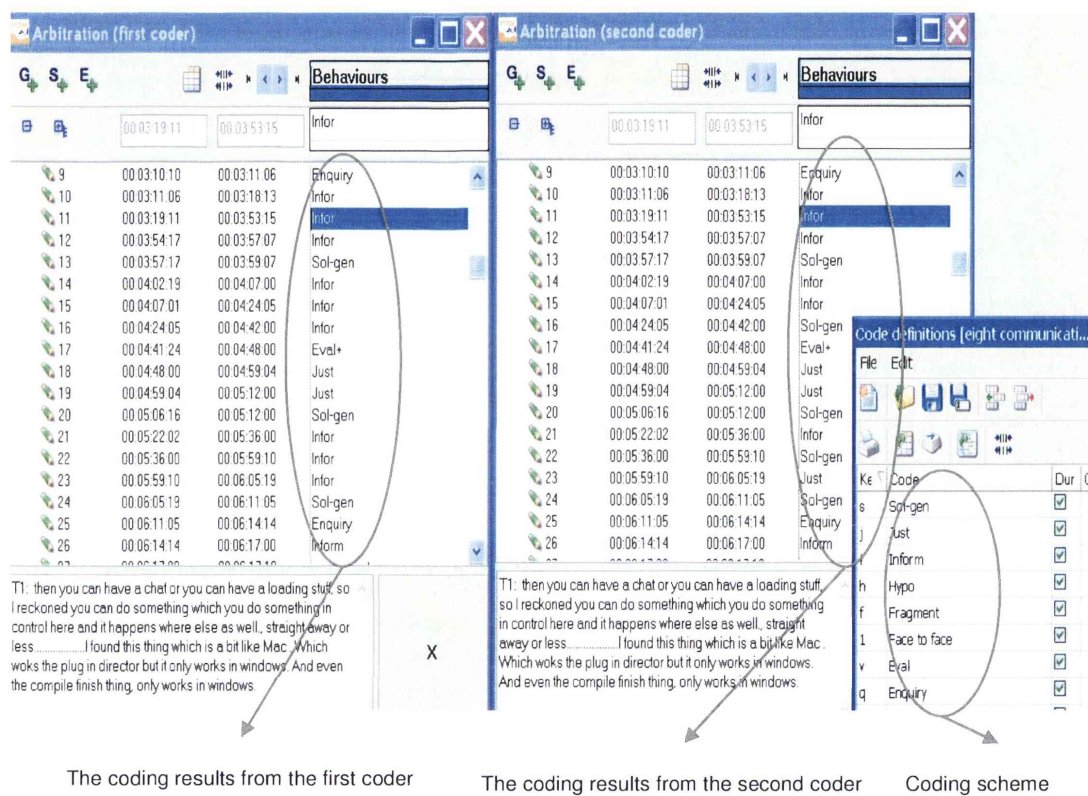 Arbitration (first coder)
G S E
Behaviours
00:03:19:11 00:03:53:15 Infor
9 00:03:10:10 00:03:11:06 Enquiry
10 00:03:11:06 00:03:18:13 Infor
11 00:03:19:11 00:03:53:15 Infor
12 00:03:54:17 00:03:57:07 Infor
13 00:03:57:17 00:03:59:07 Sol-gen
14 00:04:02:19 00:04:07:00 Infor
15 00:04:07:01 00:04:24:05 Infor
16 00:04:24:05 00:04:42:00 Infor
17 00:04:41:24 00:04:48:00 Eval+
18 00:04:48:00 00:04:59:04 Just
19 00:04:59:04 00:05:12:00 Just
20 00:05:06:16 00:05:12:00 Sol-gen
21 00:05:22:02 00:05:36:00 Infor
22 00:05:36:00 00:05:59:10 Infor
23 00:05:59:10 00:06:05:19 Infor
24 00:06:05:19 00:06:11:05 Sol-gen
25 00:06:11:05 00:06:14:14 Enquiry
26 00:06:14:14 00:06:17:00 Inform
T1: then you can have a chat or you can have a loading stuff, so
I reckoned you can do something which you do something in
control here and it happens where else as well., straight away or
less..................I found this thing which is a bit like Mac . Which
woks the plug in director but it only works in windows. And even
the compile finish thing, only works in windows.
X
Arbitration (second coder)
G S E
Behaviours
00:03:19:11 00:03:53:15 Infor
9 00:03:10:10 00:03:11:06 Enquiry
10 00:03:11:06 00:03:18:13 Infor
11 00:03:19:11 00:03:53:15 Infor
12 00:03:54:17 00:03:57:07 Infor
13 00:03:57:17 00:03:59:07 Sol-gen
14 00:04:02:19 00:04:07:00 Infor
15 00:04:07:01 00:04:24:05 Infor
16 00:04:24:05 00:04:42:00 Sol-gen
17 00:04:41:24 00:04:48:00 Eval+
18 00:04:48:00 00:04:59:04 Just
19 00:04:59:04 00:05:12:00 Just
20 00:05:06:16 00:05:12:00 Sol-gen
21 00:05:22:02 00:05:36:00 Infor
22 00:05:36:00 00:05:59:10 Sol-gen
23 00:05:59:10 00:06:05:19 Just
24 00:06:05:19 00:06:11:05 Sol-gen
25 00:06:11:05 00:06:14:14 Enquiry
26 00:06:14:14 00:06:17:00 Inform
T1: then you can have a chat or you can have a loading stuff,
so I reckoned you can do something which you do something
in control here and it happens where else as well., straight
away or less..................I found this thing which is a bit like Mac .
Which woks the plug in director but it only works in windows.
And even the compile finish thing, only works in windows.
Code definitions [eight communicati...
File Edit
Ke Code Dur
s Sol-gen
j Just
i Inform
h Hypo
f Fragment
1 Face to face
v Eval
q Enquiry
The coding results from the first coder
The coding results from the second coder
Coding scheme